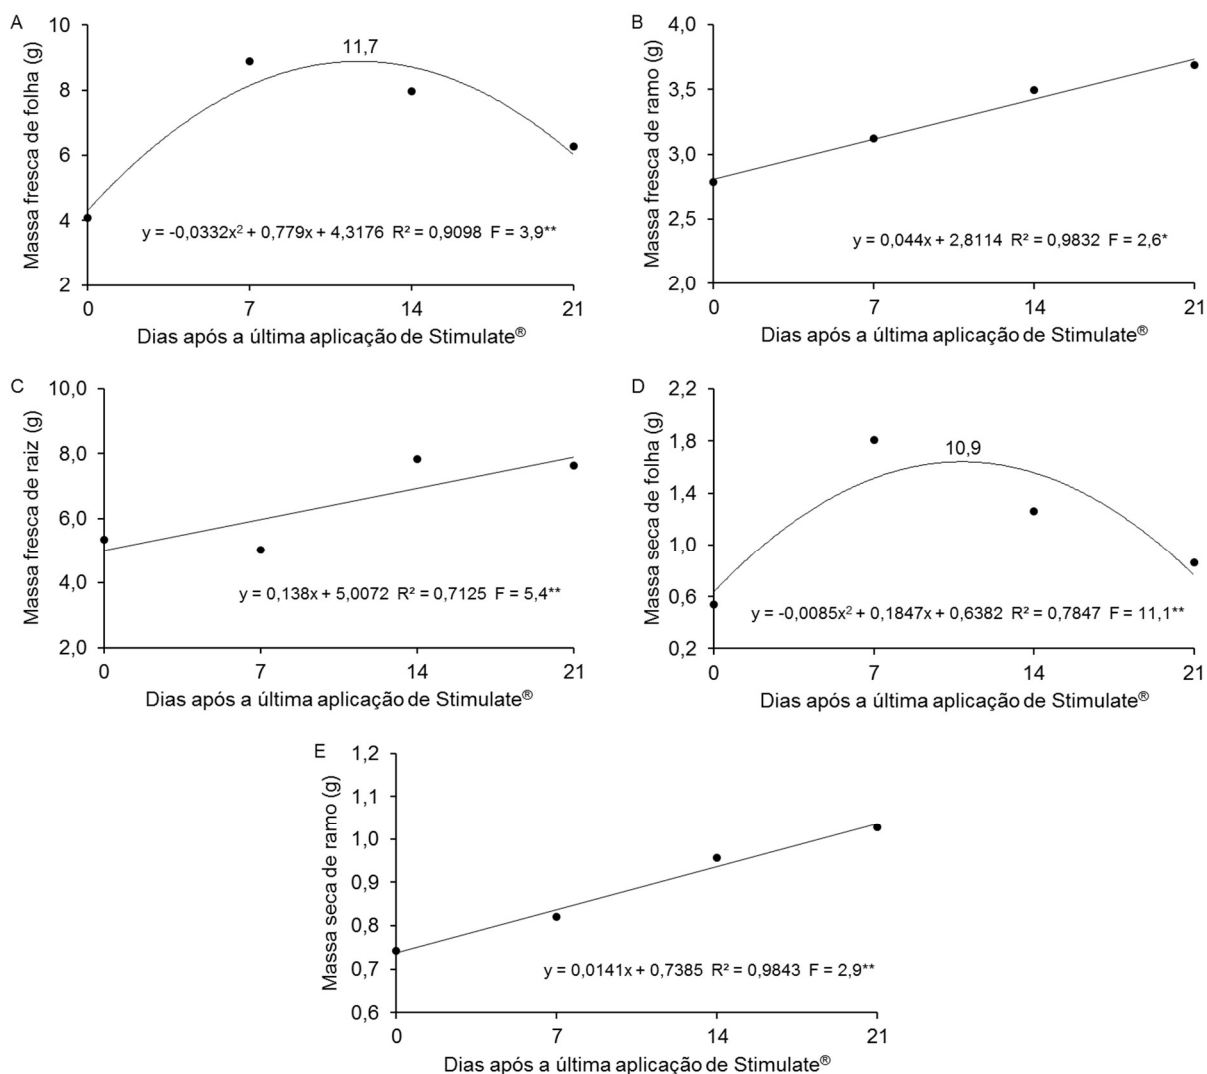 A
Massa fresca de folha (g)
10
8
6
4
2
11,7
y = -0,0332x² + 0,779x + 4,3176 R² = 0,9098 F = 3,9**
0 7 14 21
Dias após a última aplicação de Stimulate®
B
Massa fresca de ramo (g)
4,0
3,5
3,0
2,5
2,0
y = 0,044x + 2,8114 R² = 0,9832 F = 2,6*
0 7 14 21
Dias após a última aplicação de Stimulate®
C
Massa fresca de raiz (g)
10,0
8,0
6,0
4,0
2,0
y = 0,138x + 5,0072 R² = 0,7125 F = 5,4**
0 7 14 21
Dias após a última aplicação de Stimulate®
D
Massa seca de folha (g)
2,2
1,8
1,4
1,0
0,6
0,2
10,9
y = -0,0085x² + 0,1847x + 0,6382 R² = 0,7847 F = 11,1**
0 7 14 21
Dias após a última aplicação de Stimulate®
E
Massa seca de ramo (g)
1,2
1,1
1,0
0,9
0,8
0,7
0,6
y = 0,0141x + 0,7385 R² = 0,9843 F = 2,9**
0 7 14 21
Dias após a última aplicação de Stimulate®